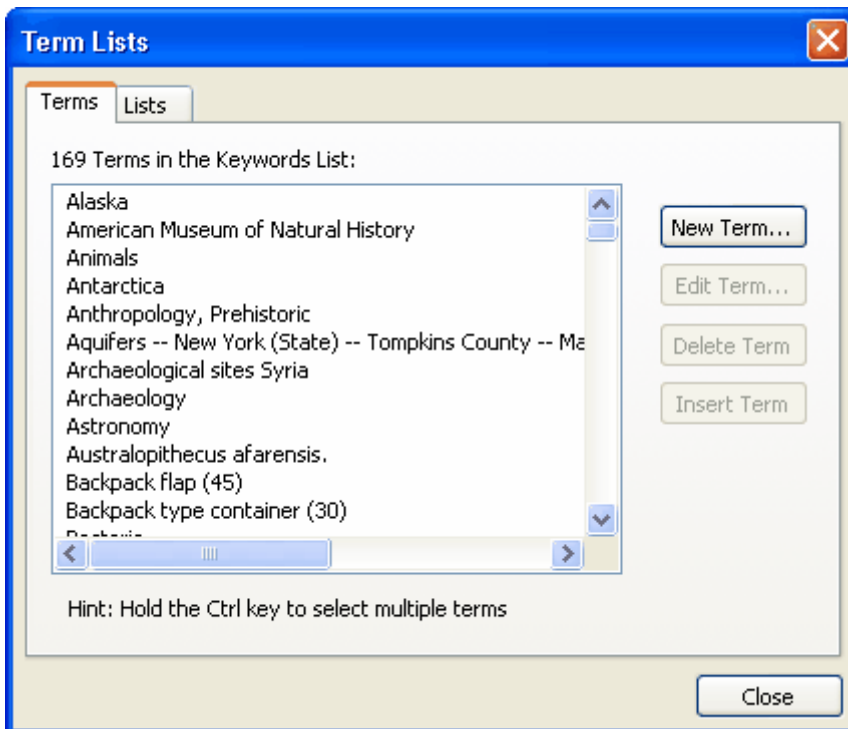 Term Lists
Terms
Lists
169 Terms in the Keywords List:
Alaska
American Museum of Natural History
Animals
Antarctica
Anthropology, Prehistoric
Aquifers -- New York (State) -- Tompkins County -- Ma
Archaeological sites Syria
Archaeology
Astronomy
Australopithecus afarensis.
Backpack flap (45)
Backpack type container (30)
New Term...
Edit Term...
Delete Term
Insert Term
Hint: Hold the Ctrl key to select multiple terms
Close